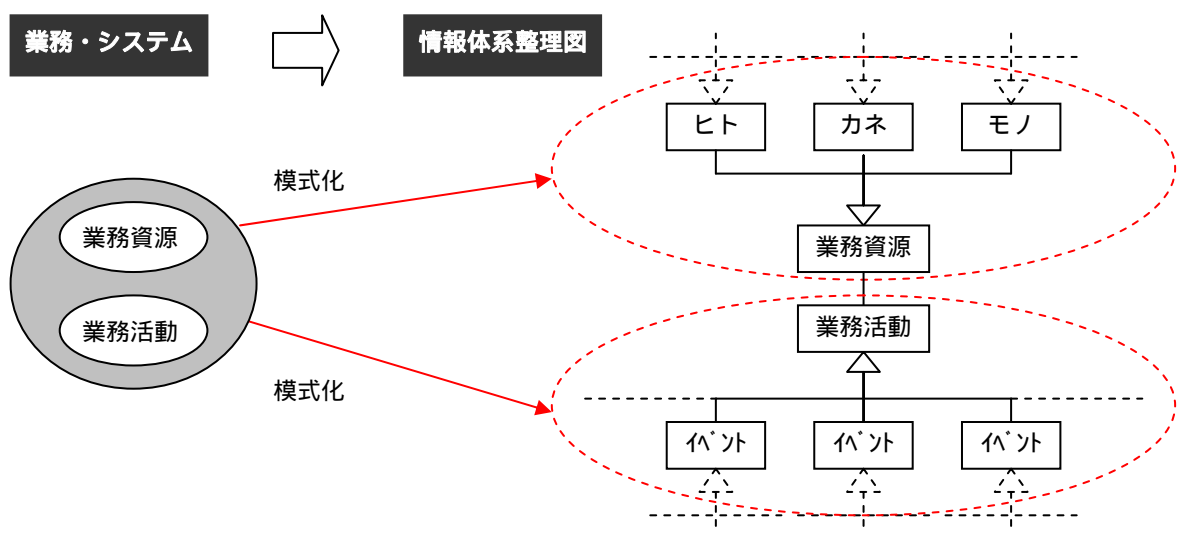 業務・システム
情報体系整理図
ヒト
カネ
モノ
模式化
業務資源
業務資源
業務活動
業務活動
模式化
ｲﾍﾞﾝﾄ
ｲﾍﾞﾝﾄ
ｲﾍﾞﾝﾄ